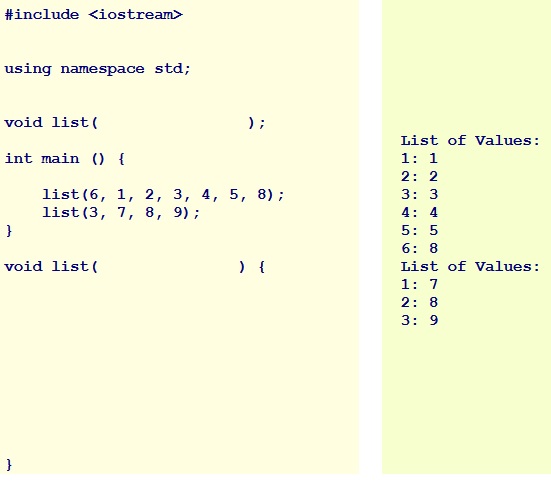 #include <iostream>
using namespace std;
void list(                );
int main () {
    list(6, 1, 2, 3, 4, 5, 8);
    list(3, 7, 8, 9);
}
void list(               ) {
}
List of Values:
1: 1
2: 2
3: 3
4: 4
5: 5
6: 8
List of Values:
1: 7
2: 8
3: 9